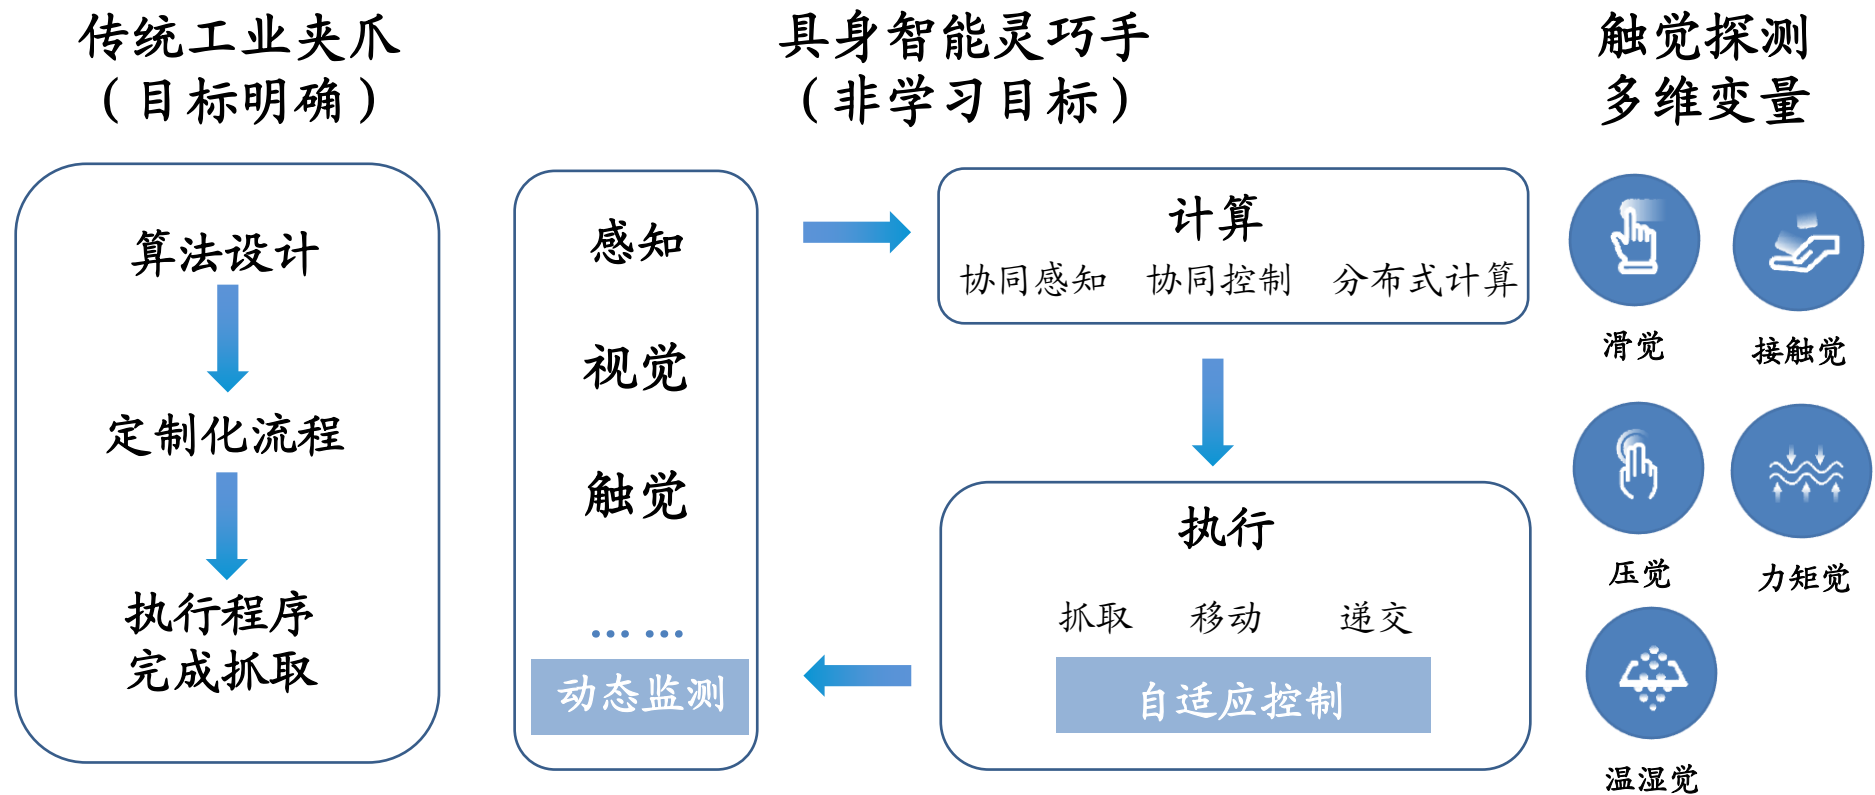 传统工业夹爪
（目标明确）
算法设计
定制化流程
执行程序
完成抓取
具身智能灵巧手
（非学习目标）
感知
视觉
触觉
……
动态监测
计算
协同感知 协同控制 分布式计算
执行
抓取 移动 递交
自适应控制
触觉探测
多维变量
滑觉 接触觉
压觉 力矩觉
温湿觉